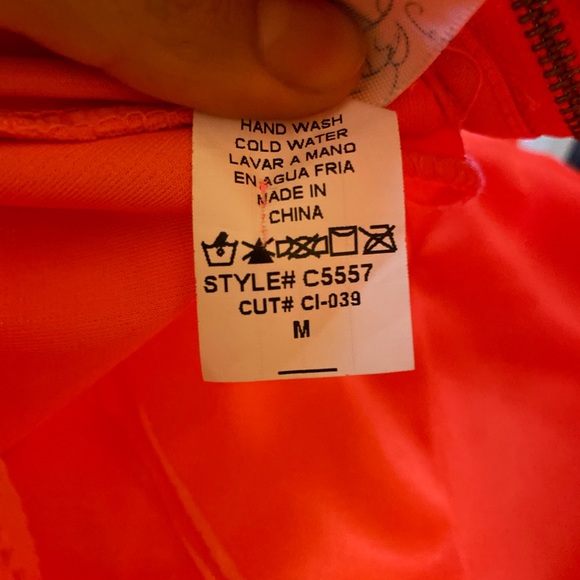 HAND WASH
COLD WATER
LAVAR A MANO
EN AGUA FRIA
MADE IN
CHINA
STYLE# C5557
CUT# CI-039
M